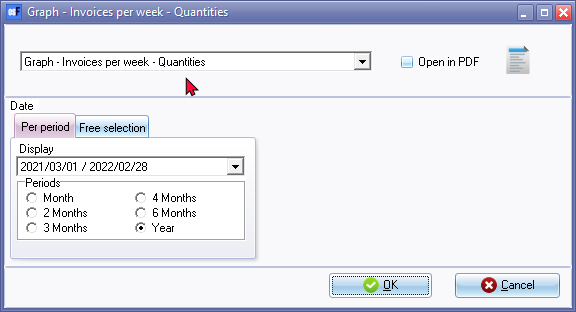 Graph - Invoices per week - Quantities
Graph - Invoices per week - Quantities
Open in PDF
Date
Per period
Free selection
Display
2021/03/01 / 2022/02/28
Periods
Month
4 Months
2 Months
6 Months
3 Months
Year
OK
Cancel